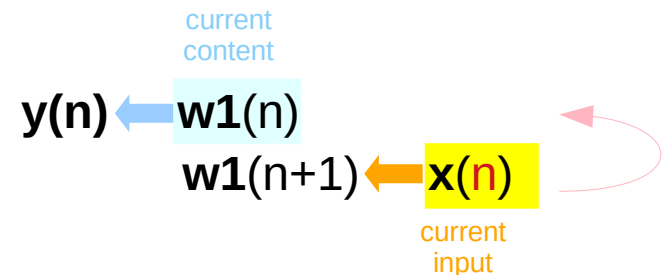 current
content
y(n) w1(n)
w1(n+1) x(n)
current
input